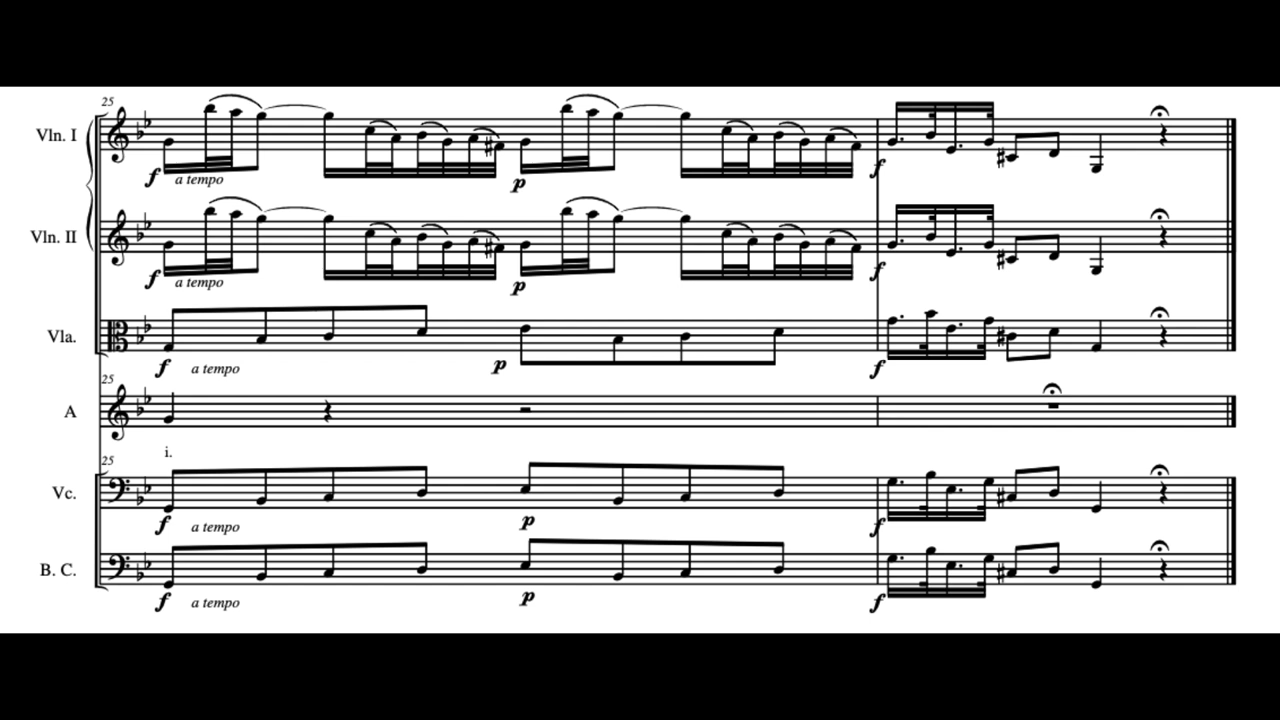 25
Vln. I
f a tempo p f
Vln. II
f a tempo p f
Vla.
f a tempo p f
25
A
i.
25
Vc.
f a tempo p f
B. C.
f a tempo p f